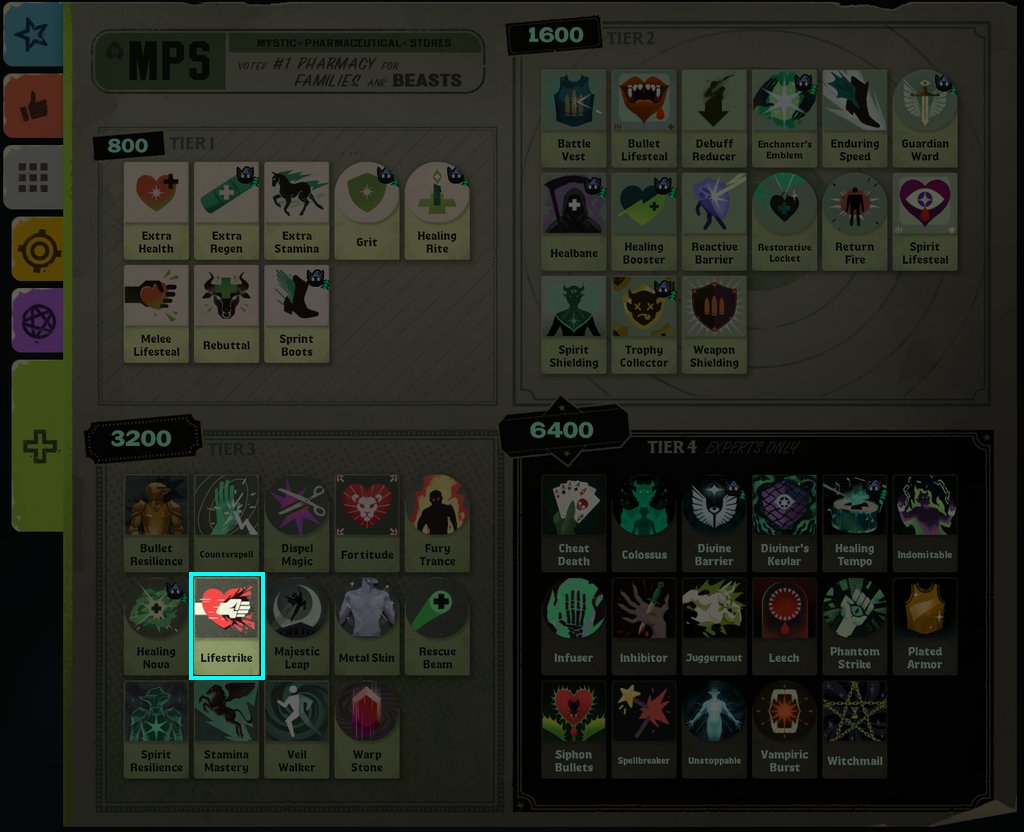 MPS
MYSTIC • PHARMACEUTICAL • STORES
VOTED #1 PHARMACY FOR
FAMILIES AND BEASTS
800
TIER 1
Extra
Health
Extra
Regen
Extra
Stamina
Grit
Healing
Rite
Melee
Lifesteal
Rebuttal
Sprint
Boots
1600
TIER 2
Battle
Vest
Bullet
Lifesteal
Debuff
Reducer
Enchanter's
Emblem
Enduring
Speed
Guardian
Ward
Healbane
Healing
Booster
Reactive
Barrier
Restorative
Locket
Return
Fire
Spirit
Lifesteal
Spirit
Shielding
Trophy
Collector
Weapon
Shielding
3200
TIER 3
Bullet
Resilience
Counterspell
Dispel
Magic
Fortitude
Fury
Trance
Healing
Nova
Lifestrike
Majestic
Leap
Metal Skin
Rescue
Beam
Spirit
Resilience
Stamina
Mastery
Veil
Walker
Warp
Stone
6400
TIER 4 EXPERTS ONLY
Cheat
Death
Colossus
Divine
Barrier
Diviner's
Kevlar
Healing
Tempo
Indomitable
Infuser
Inhibitor
Juggernaut
Leech
Phantom
Strike
Plated
Armor
Siphon
Bullets
Spellbreaker
Unstoppable
Vampiric
Burst
Witchmail